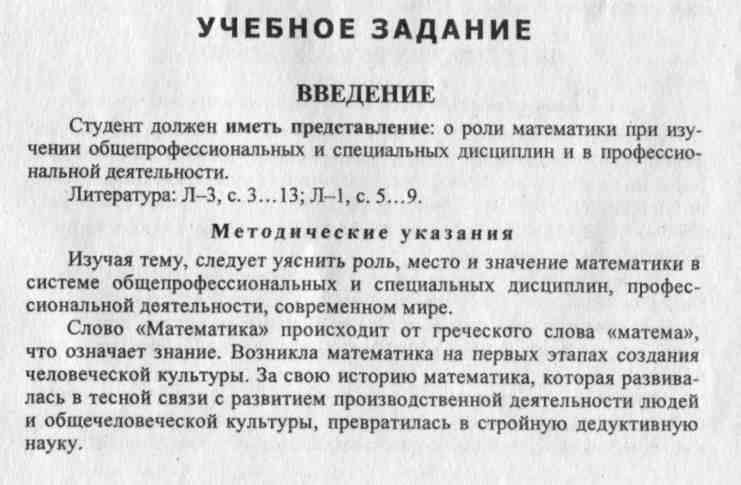 УЧЕБНОЕ ЗАДАНИЕ
ВВЕДЕНИЕ
Студент должен иметь представление: о роли математики при изу-
чении общепрофессиональных и специальных дисциплин и в профессио-
нальной деятельности.
Литература: Л–3, с. 3…13; Л–1, с. 5…9.
Методические указания
Изучая тему, следует уяснить роль, место и значение математики в
системе общепрофессиональных и специальных дисциплин, профес-
сиональной деятельности, современном мире.
Слово «Математика» происходит от греческого слова «матема»,
что означает знание. Возникла математика на первых этапах создания
человеческой культуры. За свою историю математика, которая развива-
лась в тесной связи с развитием производственной деятельности людей
и общечеловеческой культуры, превратилась в стройную дедуктивную
науку.